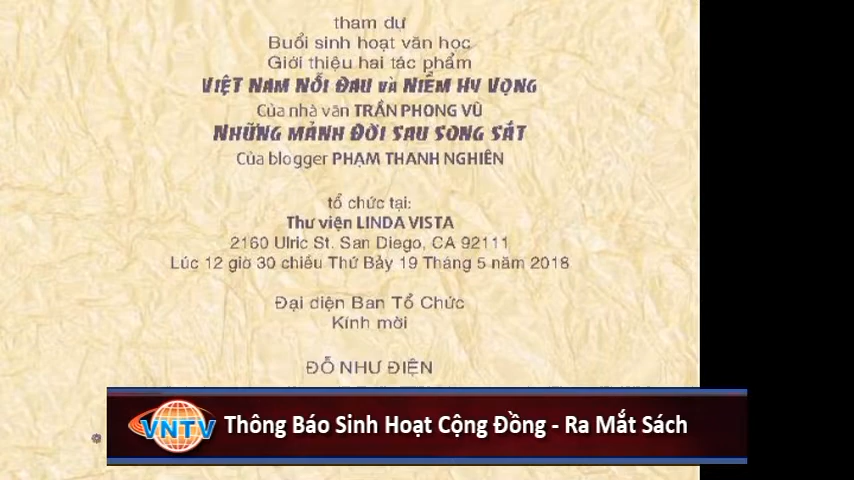 tham dự
Buổi sinh hoạt văn học
Giới thiệu hai tác phẩm
VIỆT NAM NỖI ĐAU và NIỀM HY VỌNG
Của nhà văn TRẦN PHONG VŨ
NHỮNG MẢNH ĐỜI SAU SONG SẮT
Của blogger PHẠM THANH NGHIÊN
tổ chức tại:
Thư viện LINDA VISTA
2160 Ulric St. San Diego, CA 92111
Lúc 12 giờ 30 chiều Thứ Bảy 19 Tháng 5 năm 2018
Đại diện Ban Tổ Chức
Kính mời
ĐỖ NHƯ ĐIỆN
VNTV
Thông Báo Sinh Hoạt Cộng Đồng - Ra Mắt Sách